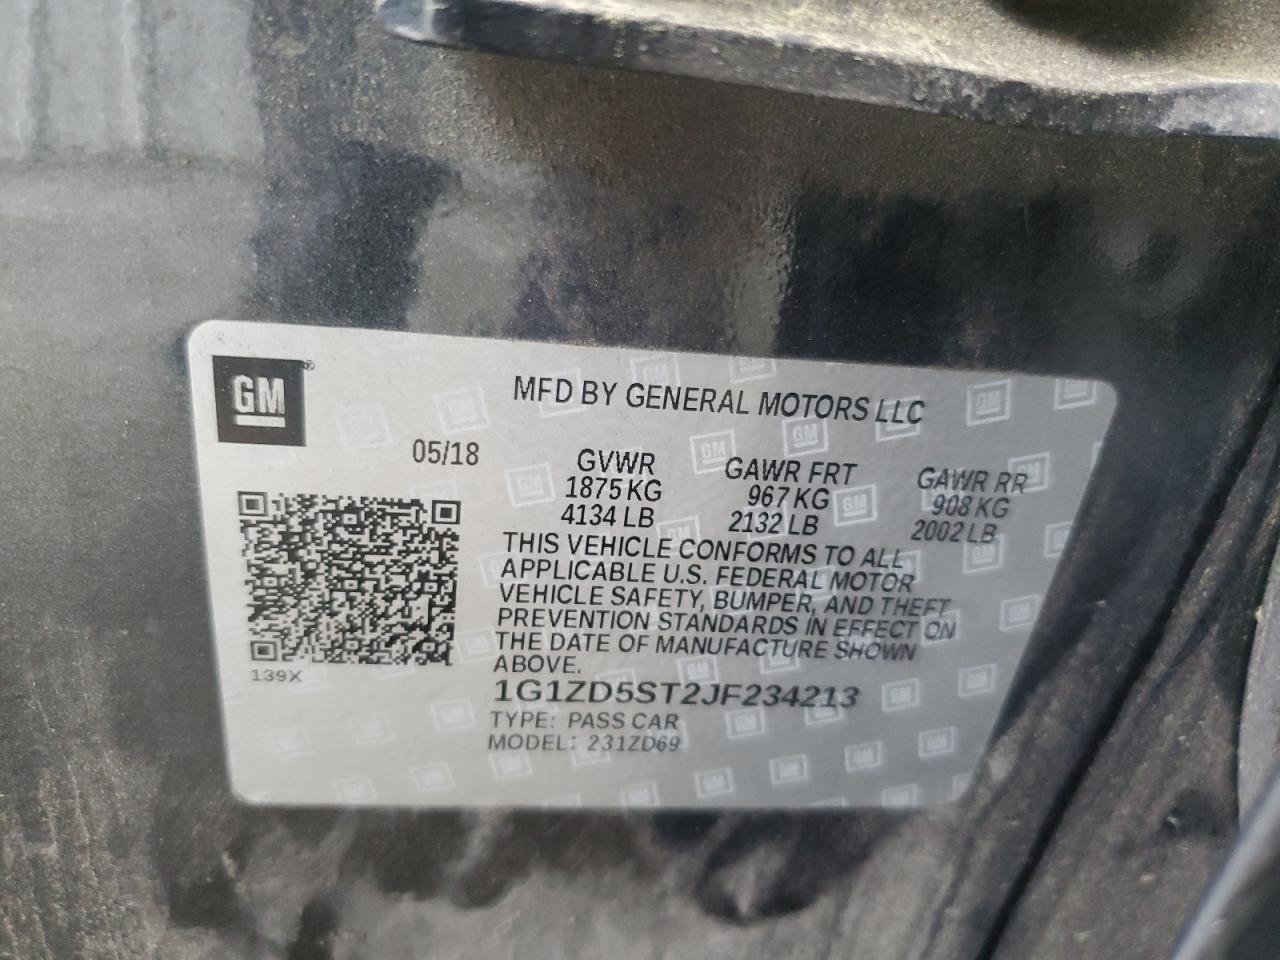 GM
MFD BY GENERAL MOTORS LLC
05/18
GVWR GAWR FRT GAWR RR
1875 KG 967 KG 908 KG
4134 LB 2132 LB 2002 LB
THIS VEHICLE CONFORMS TO ALL
APPLICABLE U.S. FEDERAL MOTOR
VEHICLE SAFETY, BUMPER, AND THEFT
PREVENTION STANDARDS IN EFFECT ON
THE DATE OF MANUFACTURE SHOWN
ABOVE.
139X
1G1ZD5ST2JF234213
TYPE: PASS CAR
MODEL: 231ZD69